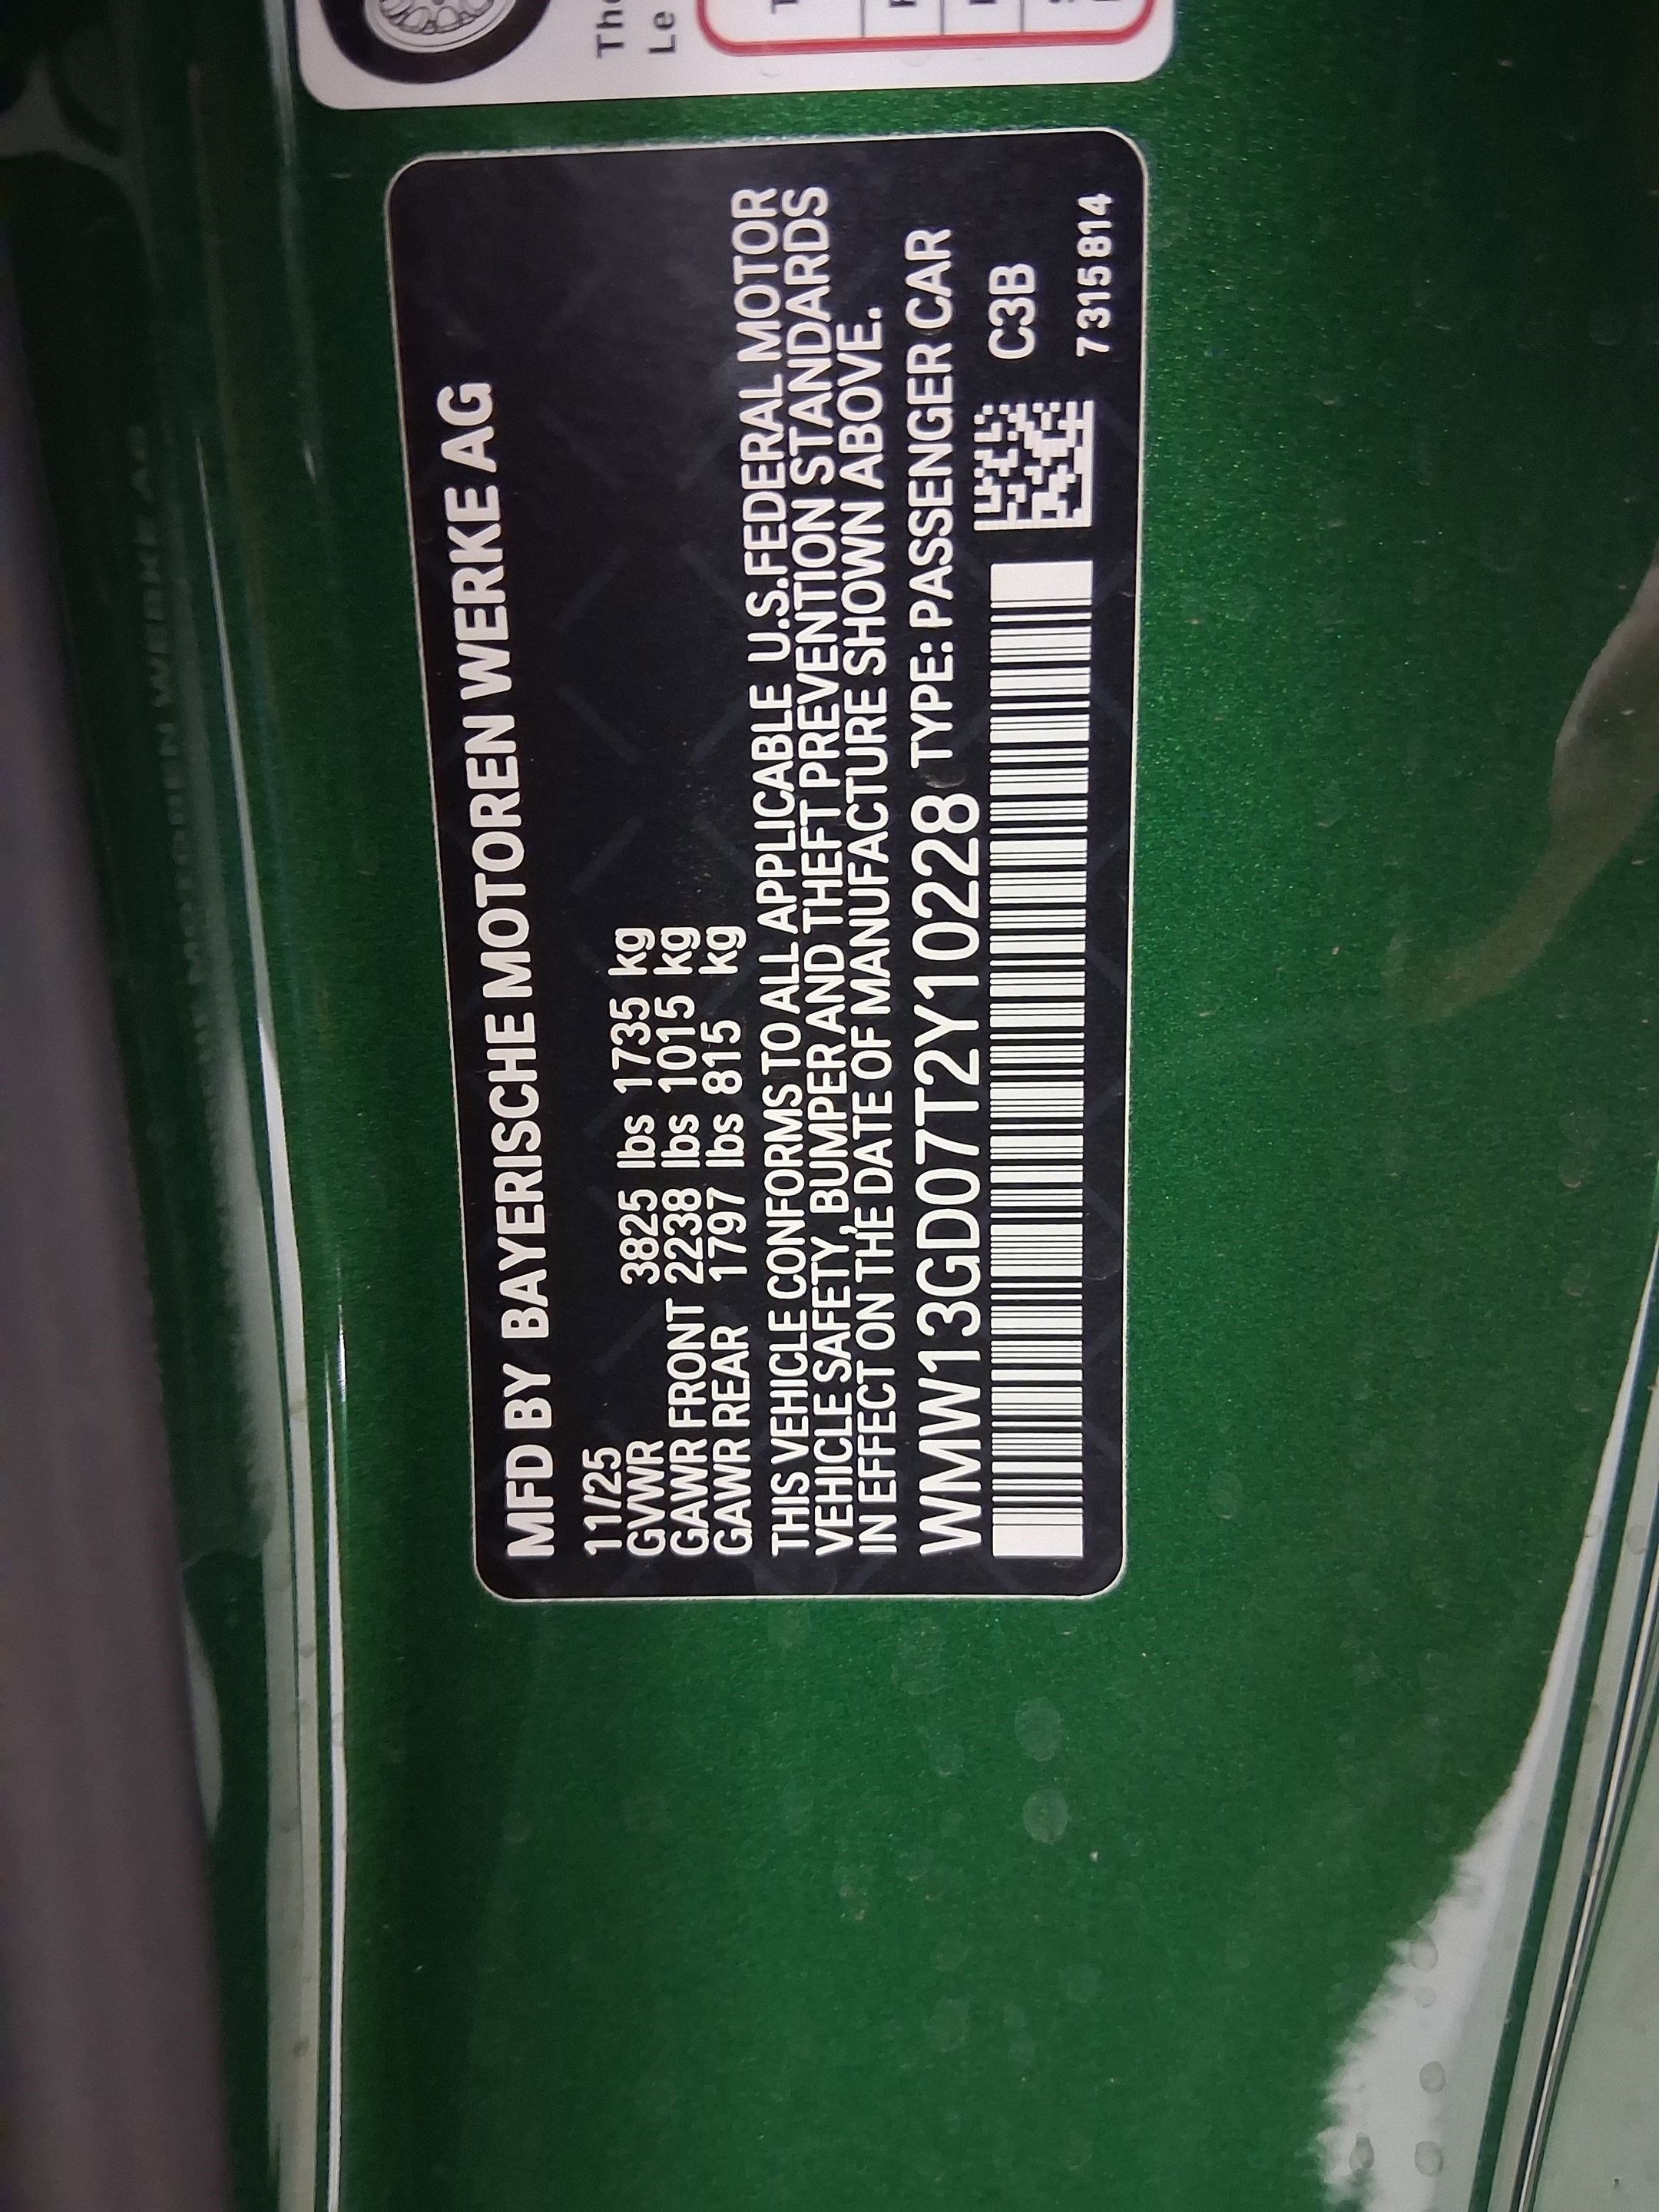 MFD BY BAYERISCHE MOTOREN WERKE AG
11/25
GVWR 3825 lbs 1735 kg
GAWR FRONT 2238 lbs 1015 kg
GAWR REAR 1797 lbs 815 kg
THIS VEHICLE CONFORMS TO ALL APPLICABLE U.S.FEDERAL MOTOR
VEHICLE SAFETY, BUMPER AND THEFT PREVENTION STANDARDS
IN EFFECT ON THE DATE OF MANUFACTURE SHOWN ABOVE.
WMW13GD07T2Y10228 TYPE: PASSENGER CAR
C3B
7315814
Le